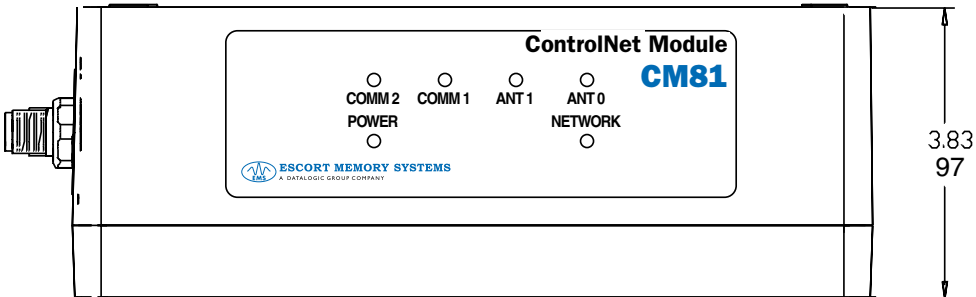 ControlNet Module
CM81
COMM 2 COMM 1 ANT 1 ANT 0
POWER NETWORK
EMS
ESCORT MEMORY SYSTEMS
A DATALOGIC GROUP COMPANY
3.83
97